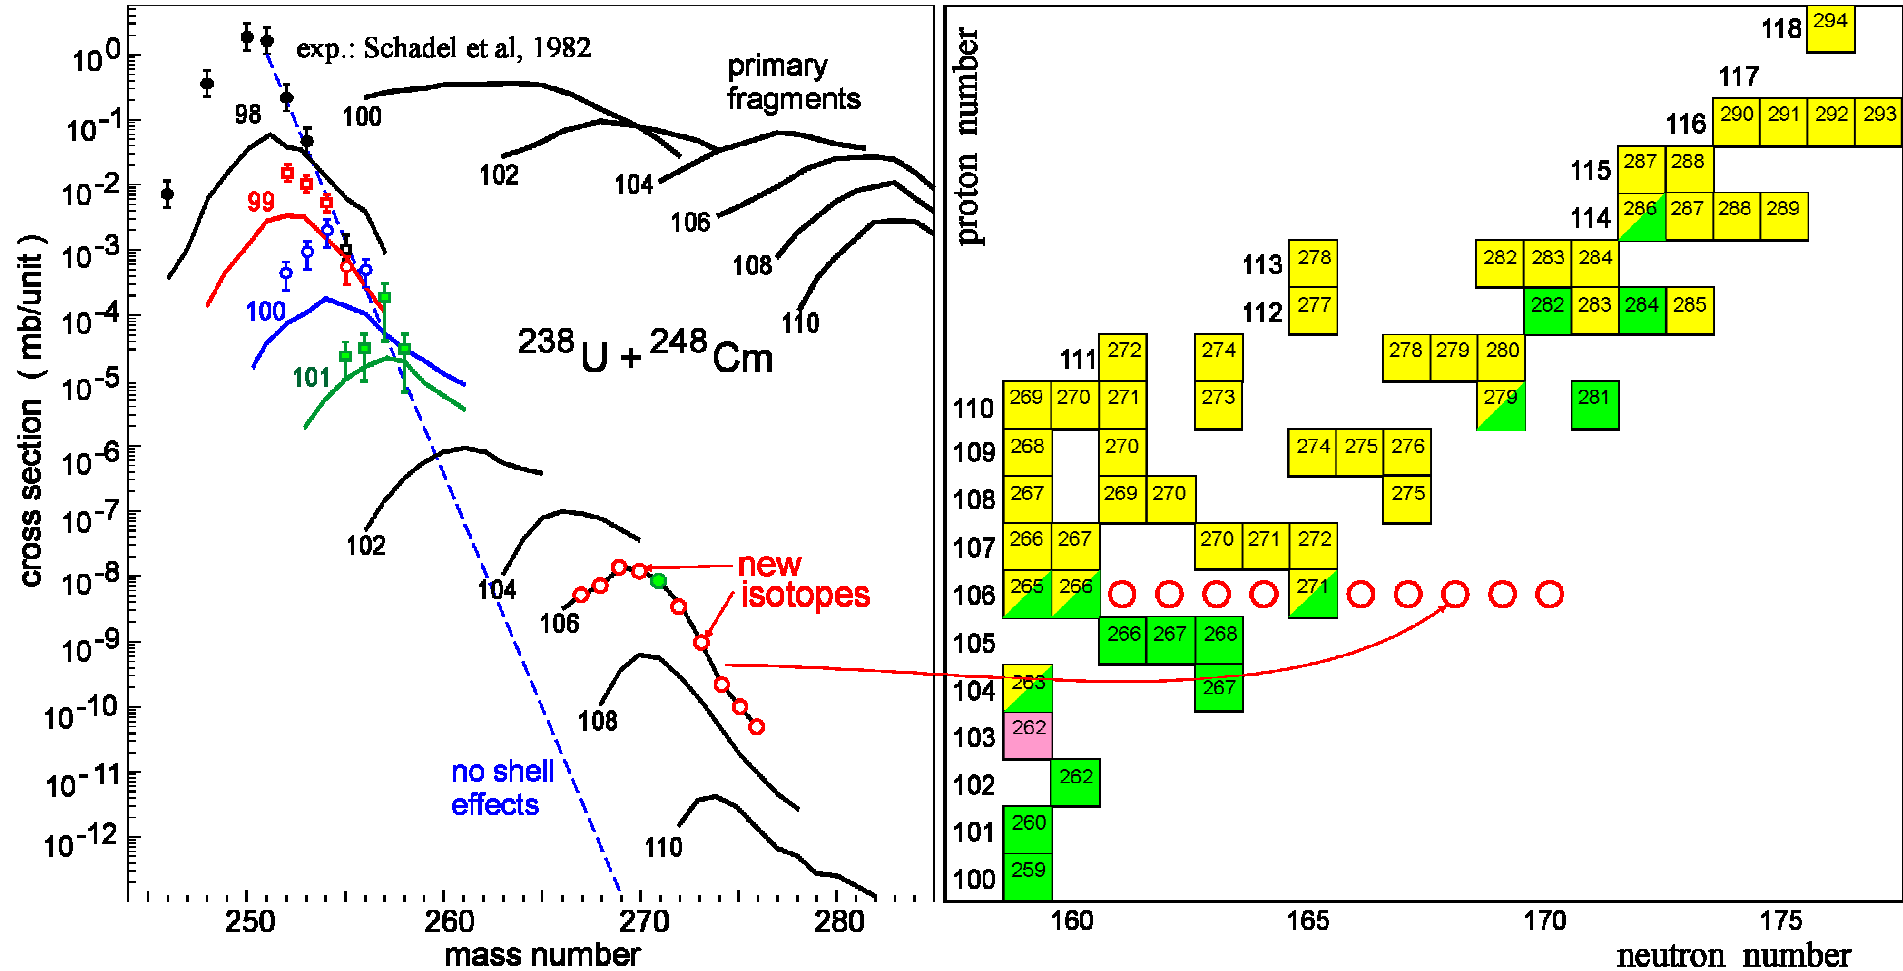 exp.: Schadel et al, 1982
primary
fragments
cross section ( mb/unit )
10^0
10^-1
10^-2
10^-3
10^-4
10^-5
10^-6
10^-7
10^-8
10^-9
10^-10
10^-11
10^-12
98
99
100
101
100
102
104
106
108
110
238U + 248Cm
102
104
106
108
110
new
isotopes
no shell
effects
250 260 270 280
mass number
proton number
118 294
117
116 290 291 292 293
115 287 288
114 286 287 288 289
113 278 282 283 284
112 277 282 283 284 285
111 272 274 278 279 280
110 269 270 271 273 279 281
109 268 270 274 275 276
108 267 269 270 275
107 266 267 270 271 272
106 265 266 271
105 266 267 268
104 263 267
103 262
102 262
101 260
100 259
160 165 170 175
neutron number